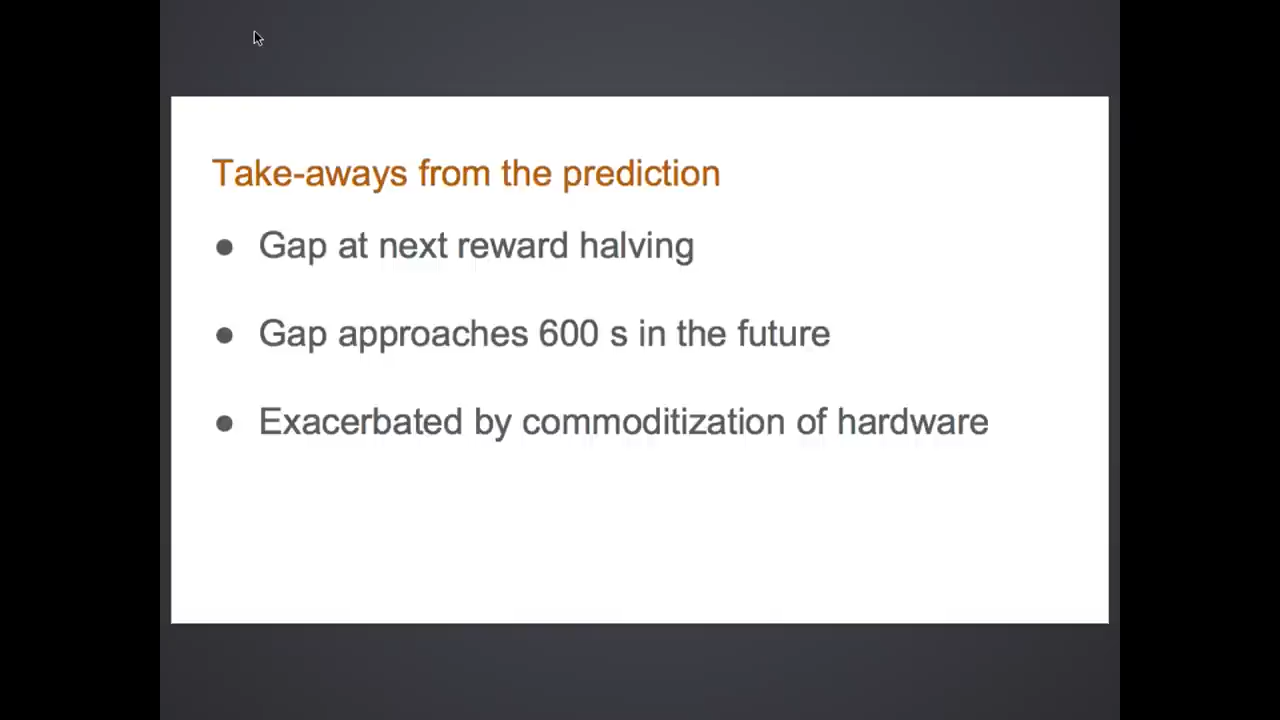 Take-aways from the prediction
● Gap at next reward halving
● Gap approaches 600 s in the future
● Exacerbated by commoditization of hardware